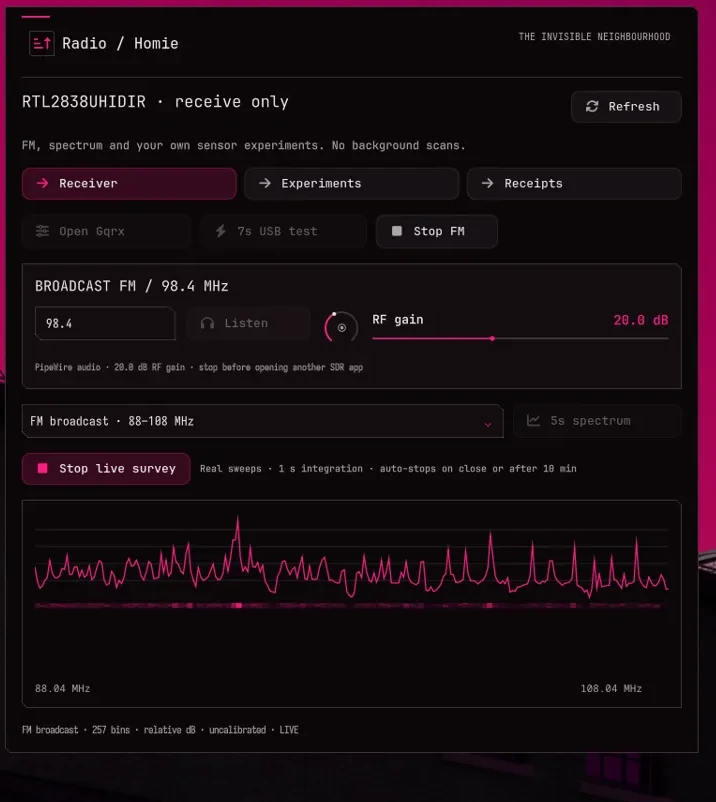 Radio / Homie
THE INVISIBLE NEIGHBOURHOOD
RTL2838UHIDIR · receive only
Refresh
FM, spectrum and your own sensor experiments. No background scans.
Receiver
Experiments
Receipts
Open Gqrx
7s USB test
Stop FM
BROADCAST FM / 98.4 MHz
98.4
Listen
RF gain
20.0 dB
PipeWire audio · 20.0 dB RF gain · stop before opening another SDR app
FM broadcast · 88–108 MHz
5s spectrum
Stop live survey
Real sweeps · 1 s integration · auto-stops on close or after 10 min
88.04 MHz
108.04 MHz
FM broadcast · 257 bins · relative dB · uncalibrated · LIVE